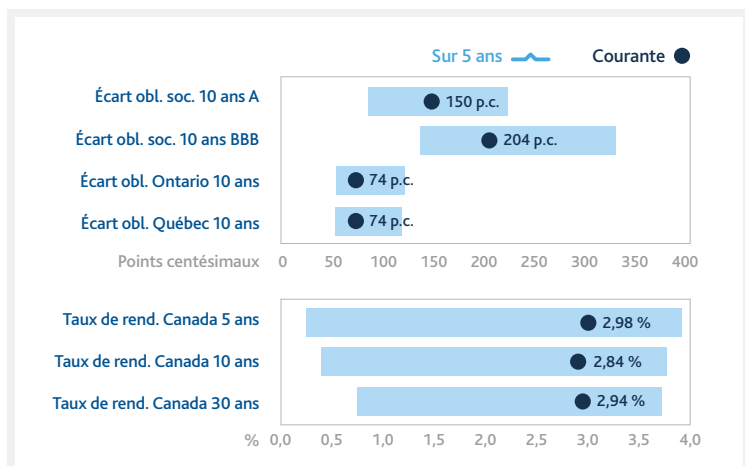 Sur 5 ans Courante
Écart obl. soc. 10 ans A 150 p.c.
Écart obl. soc. 10 ans BBB 204 p.c.
Écart obl. Ontario 10 ans 74 p.c.
Écart obl. Québec 10 ans 74 p.c.
Points centésimaux 0 50 100 150 200 250 300 350 400
Taux de rend. Canada 5 ans 2,98 %
Taux de rend. Canada 10 ans 2,84 %
Taux de rend. Canada 30 ans 2,94 %
% 0,0 0,5 1,0 1,5 2,0 2,5 3,0 3,5 4,0